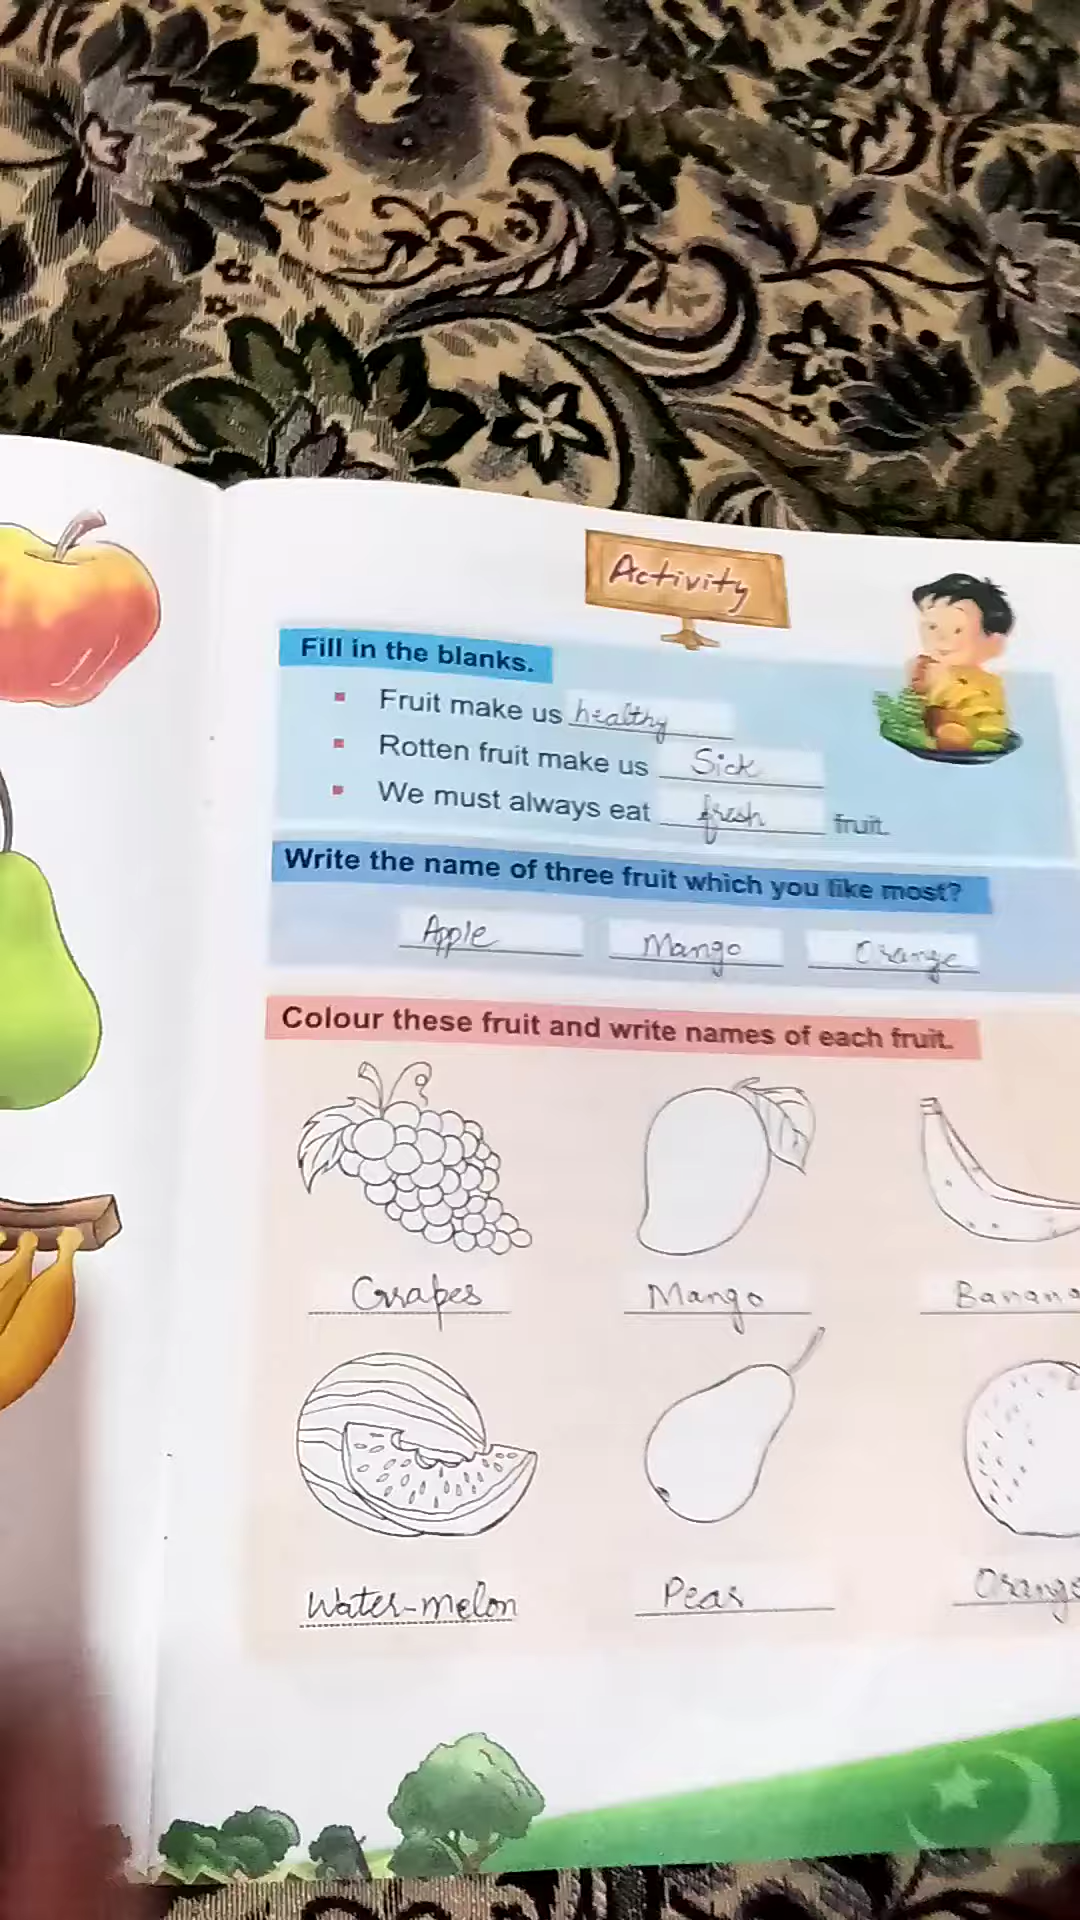 Activity
Fill in the blanks.
Fruit make us healthy
Rotten fruit make us Sick
We must always eat fresh fruit.
Write the name of three fruit which you like most?
Apple Mango Orange
Colour these fruit and write names of each fruit.
Grapes Mango Banana
Water-melon Pear Orange